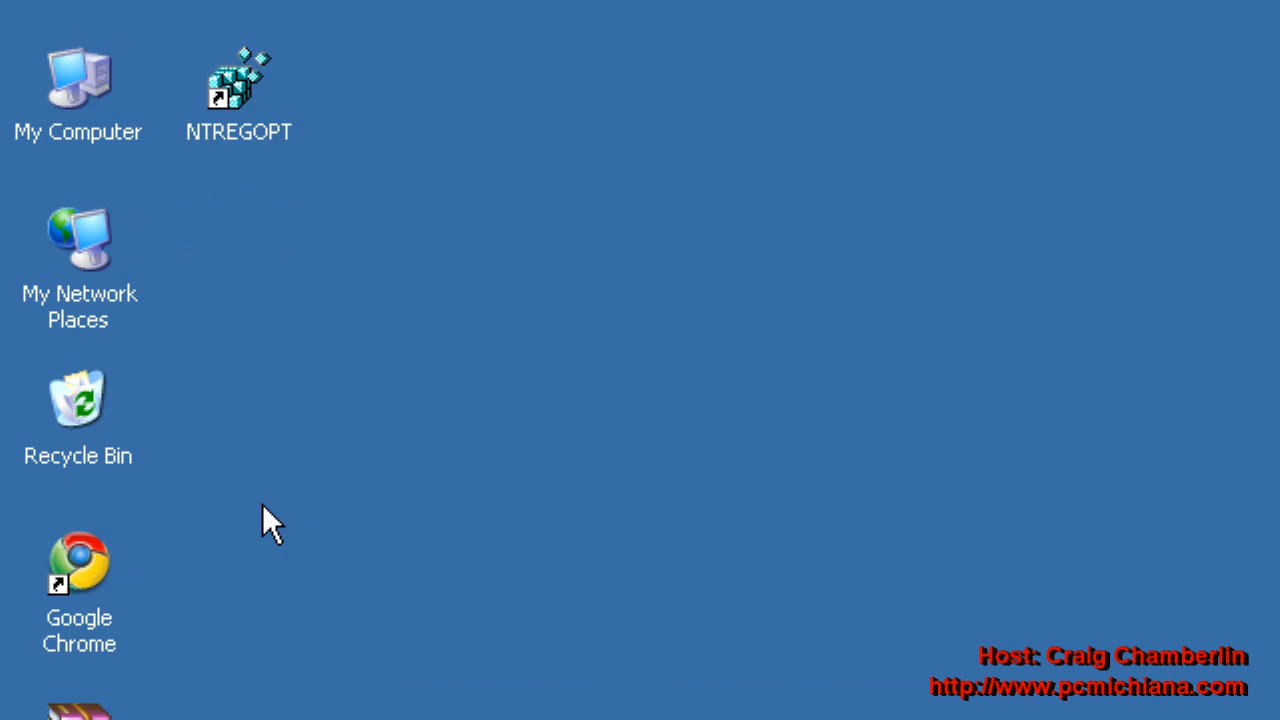 My Computer
NTREGOPT
My Network
Places
Recycle Bin
Google
Chrome
Host: Craig Chamberlin
http://www.pcmichiana.com